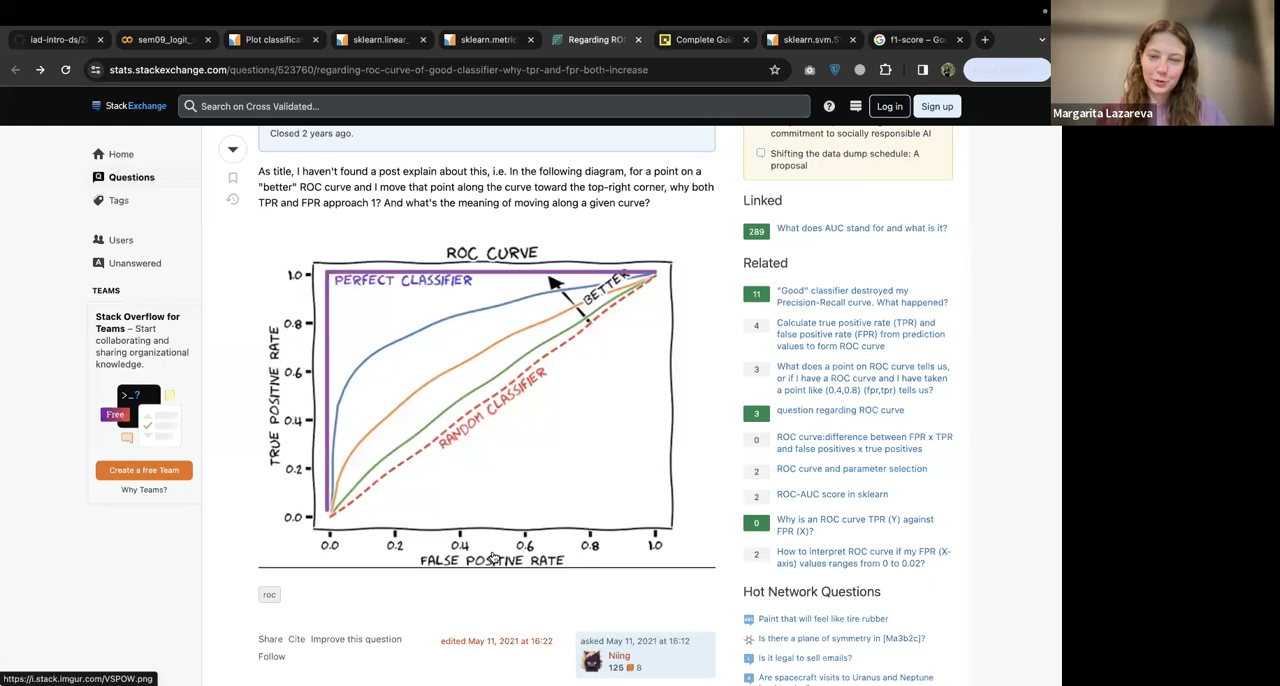 iad-intro-ds/2(
sem09_logit_
Plot classifica
sklearn.linear_
sklearn.metric
Regarding RO
Complete Guid
sklearn.svm.S
f1-score – Goo
stats.stackexchange.com/questions/523760/regarding-roc-curve-of-good-classifier-why-tpr-and-fpr-both-increase
Margarita Lazareva
StackExchange
Search on Cross Validated...
Log in
Sign up
Home
Questions
Tags
Users
Unanswered
TEAMS
Stack Overflow for
Teams – Start
collaborating and
sharing organizational
knowledge.
>_?
Free
Create a free Team
Why Teams?
Closed 2 years ago.
As title, I haven't found a post explain about this, i.e. In the following diagram, for a point on a
"better" ROC curve and I move that point along the curve toward the top-right corner, why both
TPR and FPR approach 1? And what's the meaning of moving along a given curve?
ROC CURVE
PERFECT CLASSIFIER
BETTER
RANDOM CLASSIFIER
TRUE POSITIVE RATE
1.0
0.8
0.6
0.4
0.2
0.0
0.0 0.2 0.4 0.6 0.8 1.0
FALSE POSITIVE RATE
roc
Share Cite Improve this question
Follow
edited May 11, 2021 at 16:22
asked May 11, 2021 at 16:12
Niing
125 8
commitment to socially responsible AI
Shifting the data dump schedule: A
proposal
Linked
289 What does AUC stand for and what is it?
Related
11 "Good" classifier destroyed my
Precision-Recall curve. What happened?
4 Calculate true positive rate (TPR) and
false positive rate (FPR) from prediction
values to form ROC curve
3 What does a point on ROC curve tells us,
or if I have a ROC curve and I have taken
a point like (0.4,0.8) (fpr,tpr) tells us?
3 question regarding ROC curve
0 ROC curve:difference between FPR x TPR
and false positives x true positives
2 ROC curve and parameter selection
2 ROC-AUC score in sklearn
0 Why is an ROC curve TPR (Y) against
FPR (X)?
2 How to interpret ROC curve if my FPR (X-
axis) values ranges from 0 to 0.02?
Hot Network Questions
Paint that will feel like tire rubber
Is there a plane of symmetry in [Ma3b2c]?
Is it legal to sell emails?
Are spacecraft visits to Uranus and Neptune
https://i.stack.imgur.com/VSPOW.png